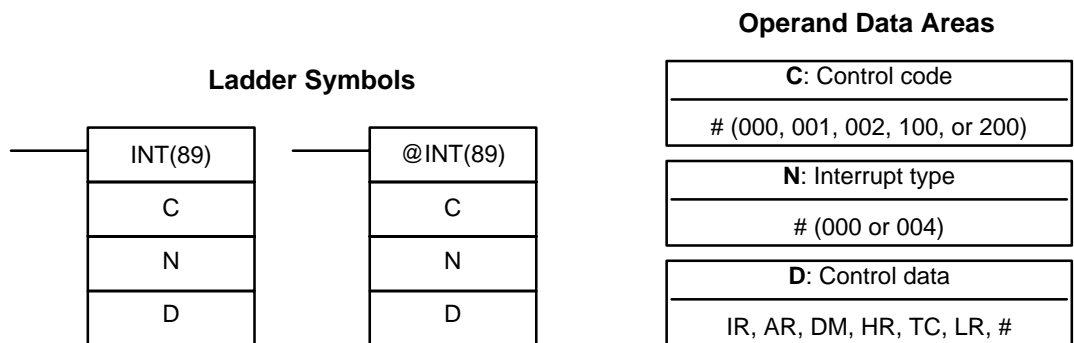 Ladder Symbols
INT(89)
C
N
D
@INT(89)
C
N
D
Operand Data Areas
C: Control code
# (000, 001, 002, 100, or 200)
N: Interrupt type
# (000 or 004)
D: Control data
IR, AR, DM, HR, TC, LR, #